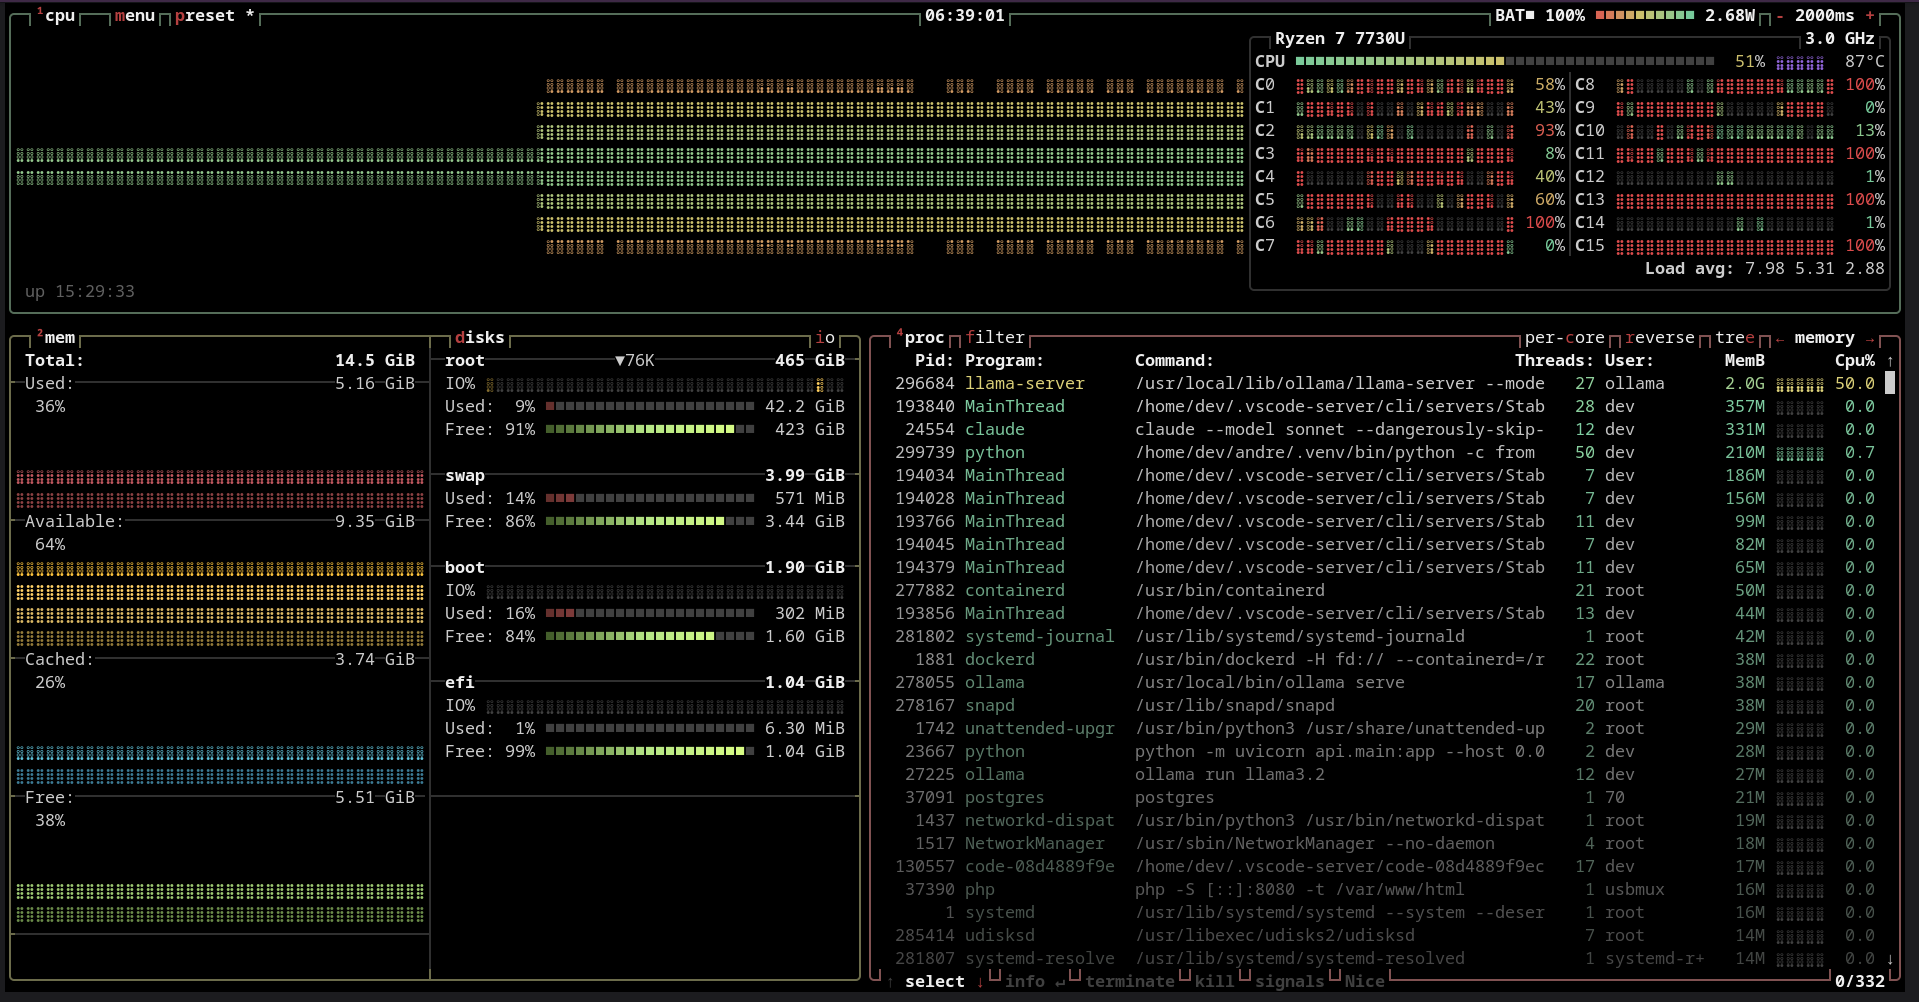 ¹cpu menu preset * 06:39:01 BAT■ 100% 2.68W - 2000ms +
Ryzen 7 7730U 3.0 GHz
CPU 51% 87°C
C0 58% C8 100%
C1 43% C9 0%
C2 93% C10 13%
C3 8% C11 100%
C4 40% C12 1%
C5 60% C13 100%
C6 100% C14 1%
C7 0% C15 100%
Load avg: 7.98 5.31 2.88
up 15:29:33
²mem
Total: 14.5 GiB
Used: 5.16 GiB
36%
Available: 9.35 GiB
64%
Cached: 3.74 GiB
26%
Free: 5.51 GiB
38%
disks io
root ▼76K 465 GiB
IO%
Used: 9% 42.2 GiB
Free: 91% 423 GiB
swap 3.99 GiB
Used: 14% 571 MiB
Free: 86% 3.44 GiB
boot 1.90 GiB
IO%
Used: 16% 302 MiB
Free: 84% 1.60 GiB
efi 1.04 GiB
IO%
Used: 1% 6.30 MiB
Free: 99% 1.04 GiB
⁴proc filter per-core reverse tree ← memory →
Pid: Program: Command: Threads: User: MemB Cpu% ↑
296684 llama-server /usr/local/lib/ollama/llama-server --mode 27 ollama 2.0G 50.0
193840 MainThread /home/dev/.vscode-server/cli/servers/Stab 28 dev 357M 0.0
24554 claude claude --model sonnet --dangerously-skip- 12 dev 331M 0.0
299739 python /home/dev/andre/.venv/bin/python -c from 50 dev 210M 0.7
194034 MainThread /home/dev/.vscode-server/cli/servers/Stab 7 dev 186M 0.0
194028 MainThread /home/dev/.vscode-server/cli/servers/Stab 7 dev 156M 0.0
193766 MainThread /home/dev/.vscode-server/cli/servers/Stab 11 dev 99M 0.0
194045 MainThread /home/dev/.vscode-server/cli/servers/Stab 7 dev 82M 0.0
194379 MainThread /home/dev/.vscode-server/cli/servers/Stab 11 dev 65M 0.0
277882 containerd /usr/bin/containerd 21 root 50M 0.0
193856 MainThread /home/dev/.vscode-server/cli/servers/Stab 13 dev 44M 0.0
281802 systemd-journal /usr/lib/systemd/systemd-journald 1 root 42M 0.0
1881 dockerd /usr/bin/dockerd -H fd:// --containerd=/r 22 root 38M 0.0
278055 ollama /usr/local/bin/ollama serve 17 ollama 38M 0.0
278167 snapd /usr/lib/snapd/snapd 20 root 38M 0.0
1742 unattended-upgr /usr/bin/python3 /usr/share/unattended-up 2 root 29M 0.0
23667 python python -m uvicorn api.main:app --host 0.0 2 dev 28M 0.0
27225 ollama ollama run llama3.2 12 dev 27M 0.0
37091 postgres postgres 1 70 21M 0.0
1437 networkd-dispat /usr/bin/python3 /usr/bin/networkd-dispat 1 root 19M 0.0
1517 NetworkManager /usr/sbin/NetworkManager --no-daemon 4 root 18M 0.0
130557 code-08d4889f9e /home/dev/.vscode-server/code-08d4889f9ec 17 dev 17M 0.0
37390 php php -S [::]:8080 -t /var/www/html 1 usbmux 16M 0.0
1 systemd /usr/lib/systemd/systemd --system --deser 1 root 16M 0.0
285414 udisksd /usr/libexec/udisks2/udisksd 7 root 14M 0.0
281807 systemd-resolve /usr/lib/systemd/systemd-resolved 1 systemd-r+ 14M 0.0 ↓
↑ select ↓ info ↵ terminate kill signals Nice 0/332